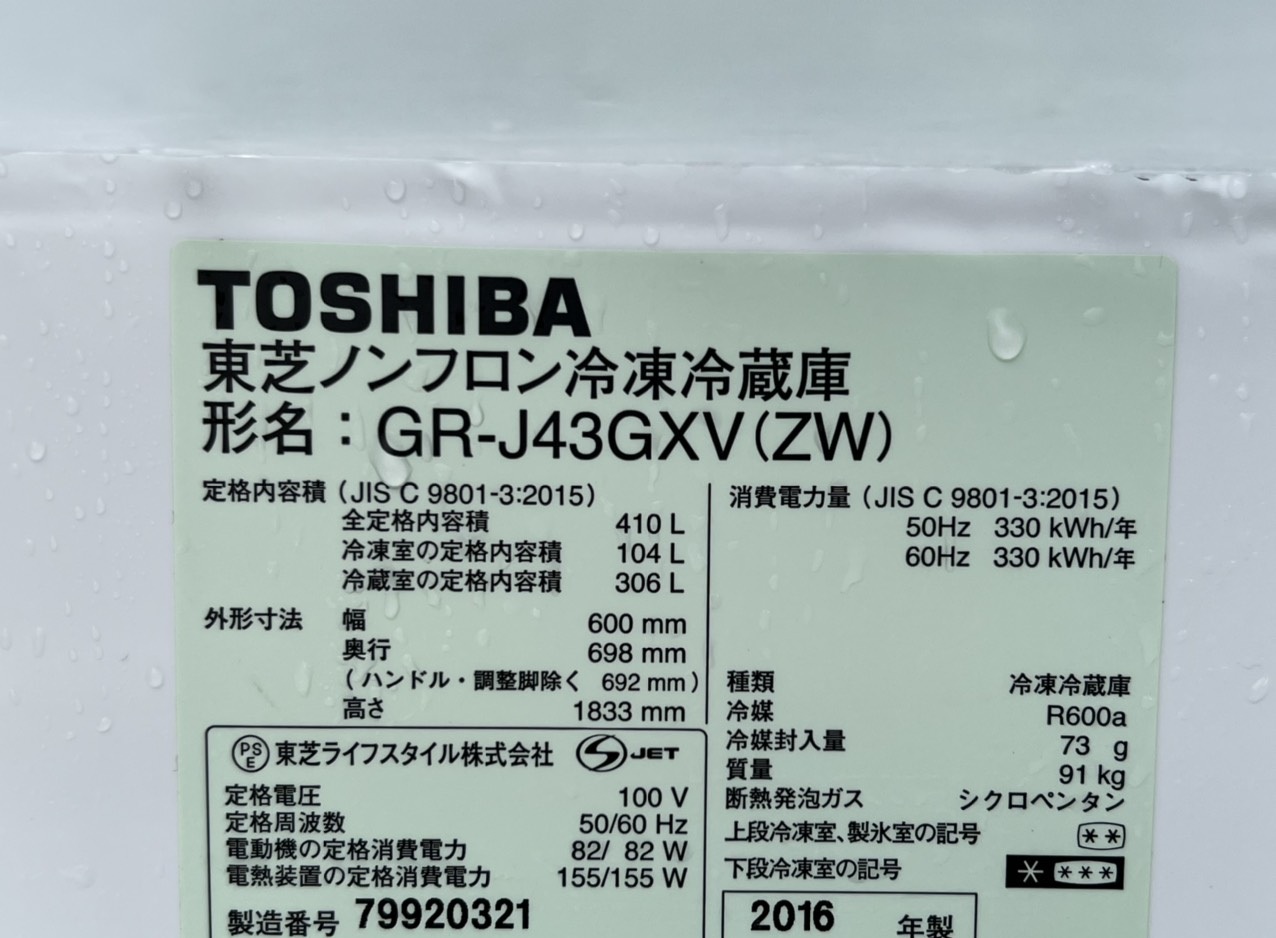 TOSHIBA
東芝ノンフロン冷凍冷蔵庫
形名：GR-J43GXV(ZW)
定格内容積（JIS C 9801-3:2015）
全定格内容積 410 L
冷凍室の定格内容積 104 L
冷蔵室の定格内容積 306 L
外形寸法 幅 600 mm
奥行 698 mm
（ハンドル・調整脚除く 692 mm）
高さ 1833 mm
PSE 東芝ライフスタイル株式会社 S JET
定格電圧 100 V
定格周波数 50/60 Hz
電動機の定格消費電力 82/ 82 W
電熱装置の定格消費電力 155/155 W
製造番号 79920321
消費電力量（JIS C 9801-3:2015）
50Hz 330 kWh/年
60Hz 330 kWh/年
種類 冷凍冷蔵庫
冷媒 R600a
冷媒封入量 73 g
質量 91 kg
断熱発泡ガス シクロペンタン
上段冷凍室、製氷室の記号 **
下段冷凍室の記号 * ***
2016 年製